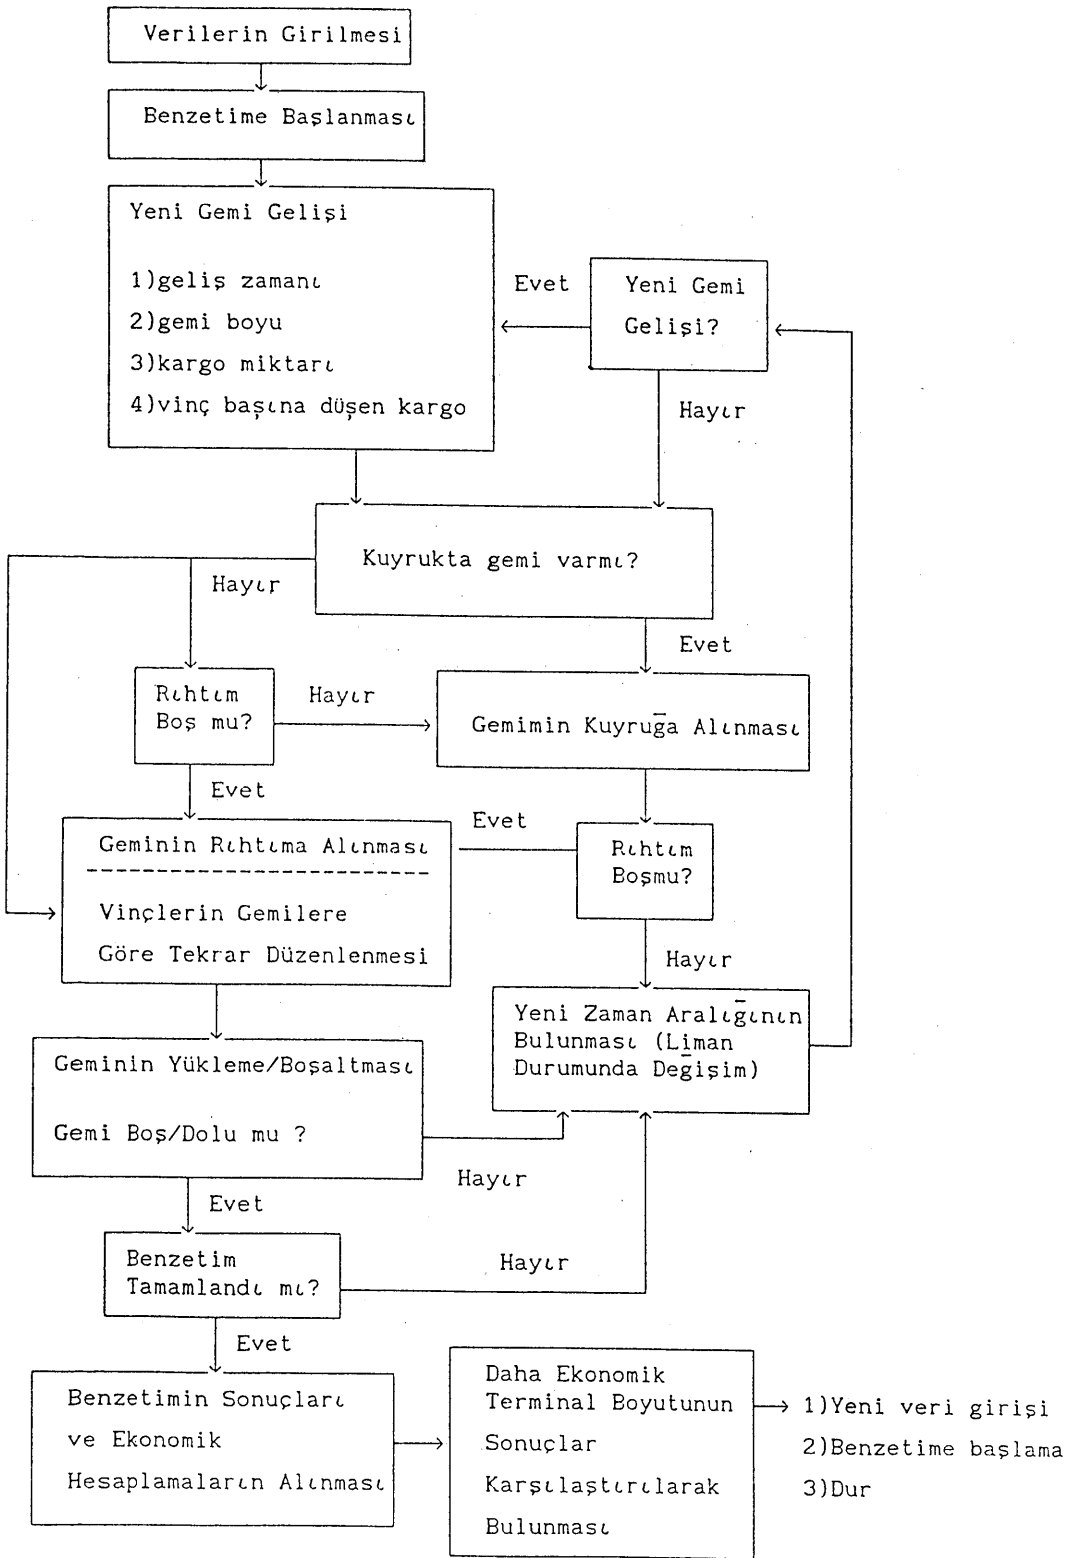 Verilerin Girilmesi
Benzetime Başlanması
Yeni Gemi Gelişi
1)geliş zamanı
2)gemi boyu
3)kargo miktarı
4)vinç başına düşen kargo
Evet
Yeni Gemi
Gelişi?
Hayır
Kuyrukta gemi varmı?
Hayır
Evet
Rıhtım
Boş mu?
Hayır
Gemimin Kuyruğa Alınması
Evet
Evet
Geminin Rıhtıma Alınması
Vinçlerin Gemilere
Göre Tekrar Düzenlenmesi
Rıhtım
Boşmu?
Hayır
Yeni Zaman Aralığının
Bulunması (Liman
Durumunda Değişim)
Geminin Yükleme/Boşaltması
Gemi Boş/Dolu mu ?
Hayır
Evet
Benzetim
Tamamlandı mı?
Hayır
Evet
Benzetimin Sonuçları
ve Ekonomik
Hesaplamaların Alınması
Daha Ekonomik
Terminal Boyutunun
Sonuçlar
Karşılaştırılarak
Bulunması
1)Yeni veri girişi
2)Benzetime başlama
3)Dur